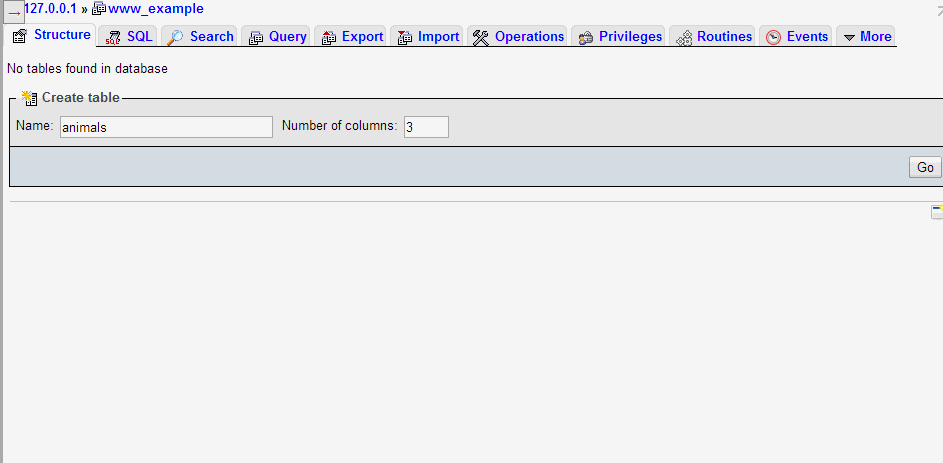 127.0.0.1 » www_example
Structure SQL Search Query Export Import Operations Privileges Routines Events More
No tables found in database
Create table
Name: animals Number of columns: 3
Go